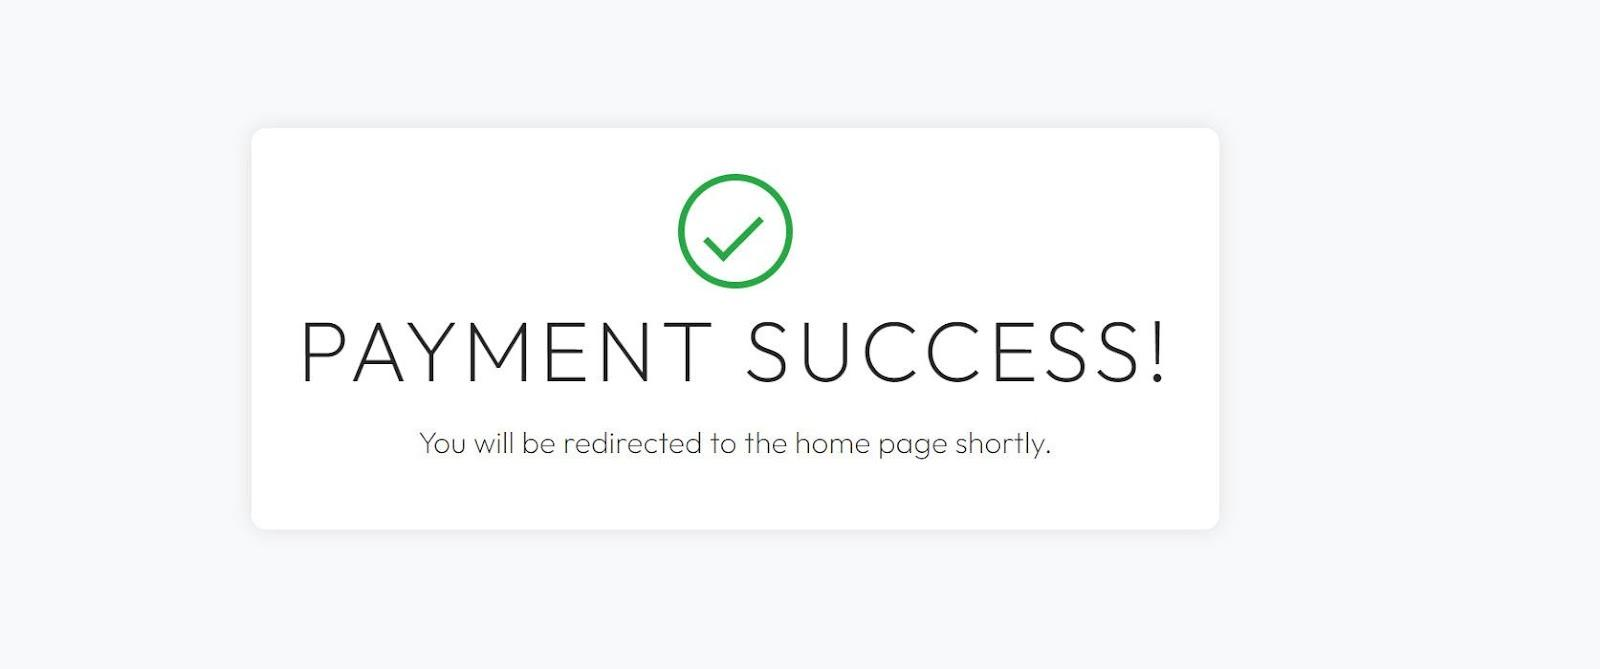 PAYMENT SUCCESS!
You will be redirected to the home page shortly.